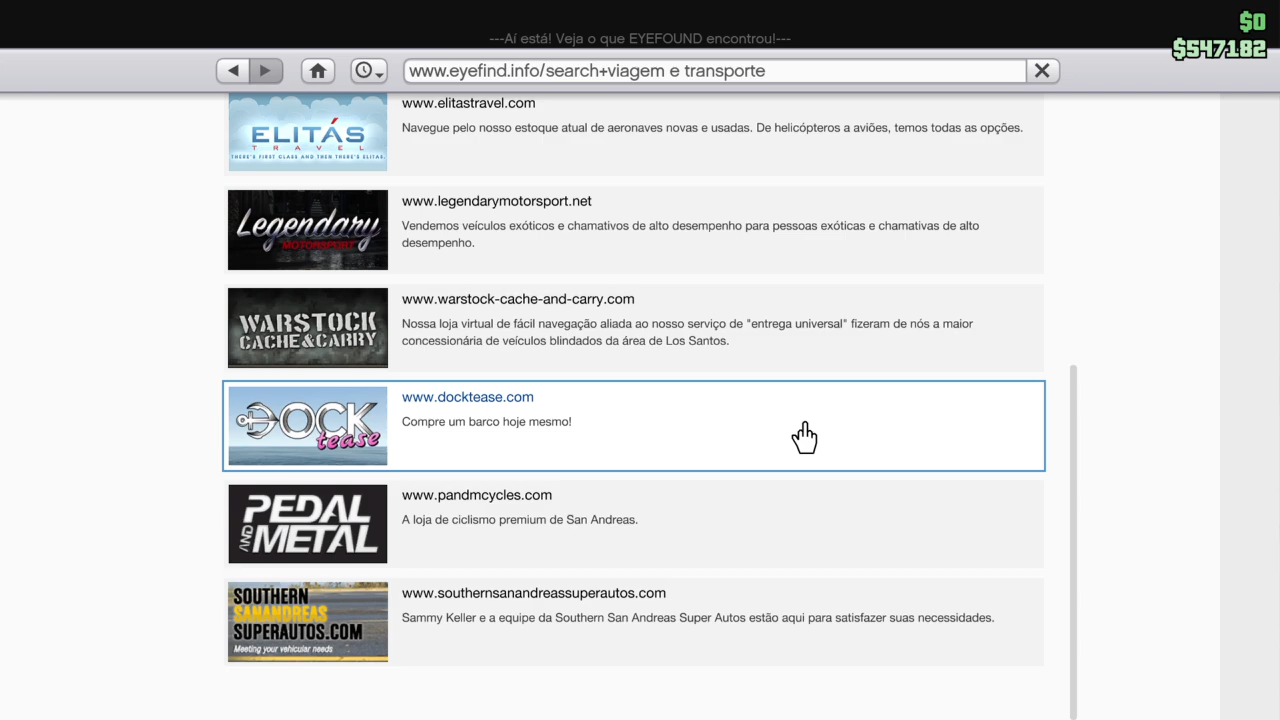 $0
---Aí está! Veja o que EYEFOUND encontrou!---
$547182
www.eyefind.info/search+viagem e transporte
www.elitastravel.com
ELITÁS
TRAVEL
THERE'S FIRST CLASS AND THEN THERE'S ELITAS.
Navegue pelo nosso estoque atual de aeronaves novas e usadas. De helicópteros a aviões, temos todas as opções.
Legendary
MOTORSPORT
www.legendarymotorsport.net
Vendemos veículos exóticos e chamativos de alto desempenho para pessoas exóticas e chamativas de alto
desempenho.
WARSTOCK
CACHE&CARRY
www.warstock-cache-and-carry.com
Nossa loja virtual de fácil navegação aliada ao nosso serviço de "entrega universal" fizeram de nós a maior
concessionária de veículos blindados da área de Los Santos.
DOCK
tease
www.docktease.com
Compre um barco hoje mesmo!
PEDAL
AND METAL
www.pandmcycles.com
A loja de ciclismo premium de San Andreas.
SOUTHERN
SANANDREAS
SUPERAUTOS.COM
Meeting your vehicular needs
www.southernsanandreassuperautos.com
Sammy Keller e a equipe da Southern San Andreas Super Autos estão aqui para satisfazer suas necessidades.